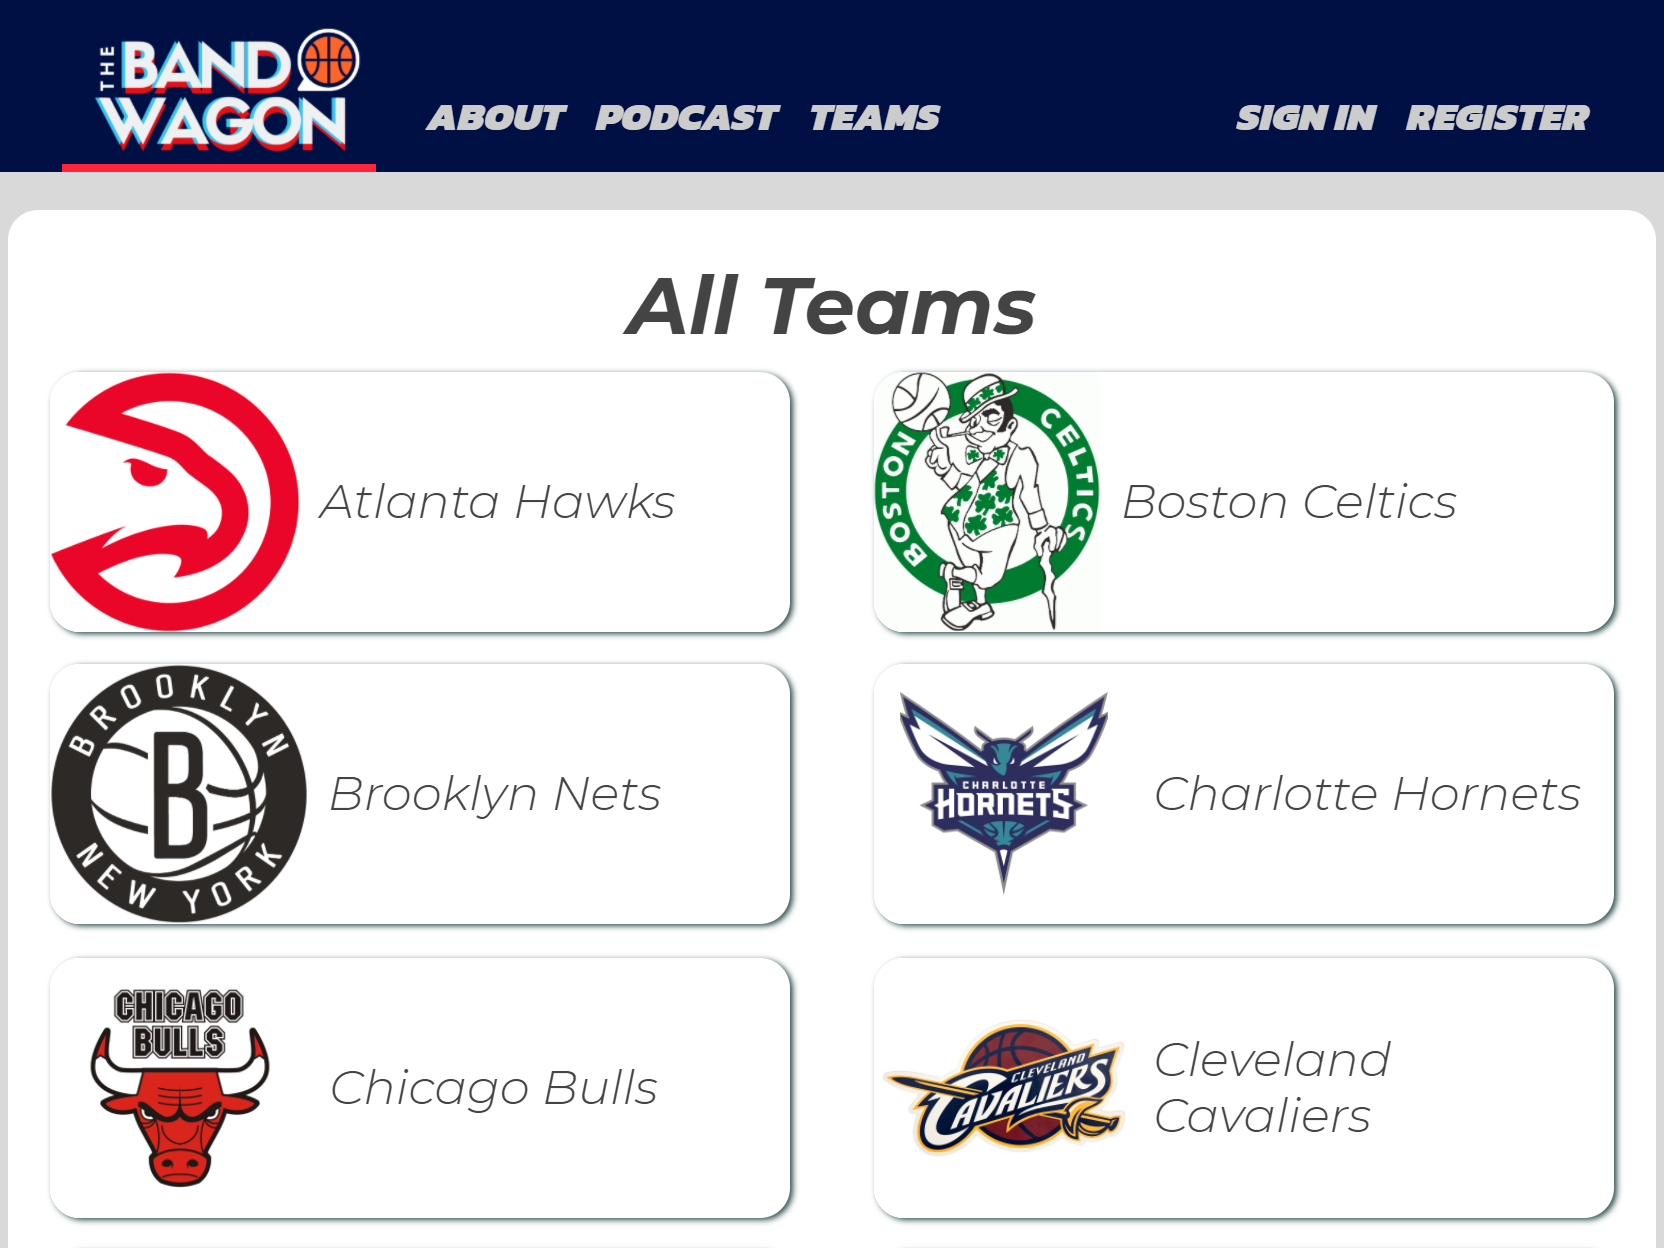 THE
BAND
WAGON
ABOUT PODCAST TEAMS SIGN IN REGISTER
All Teams
Atlanta Hawks
BOSTON CELTICS
Boston Celtics
BROOKLYN
B
NEW YORK
Brooklyn Nets
CHARLOTTE
HORNETS
Charlotte Hornets
CHICAGO
BULLS
Chicago Bulls
CLEVELAND
CAVALIERS
Cleveland
Cavaliers